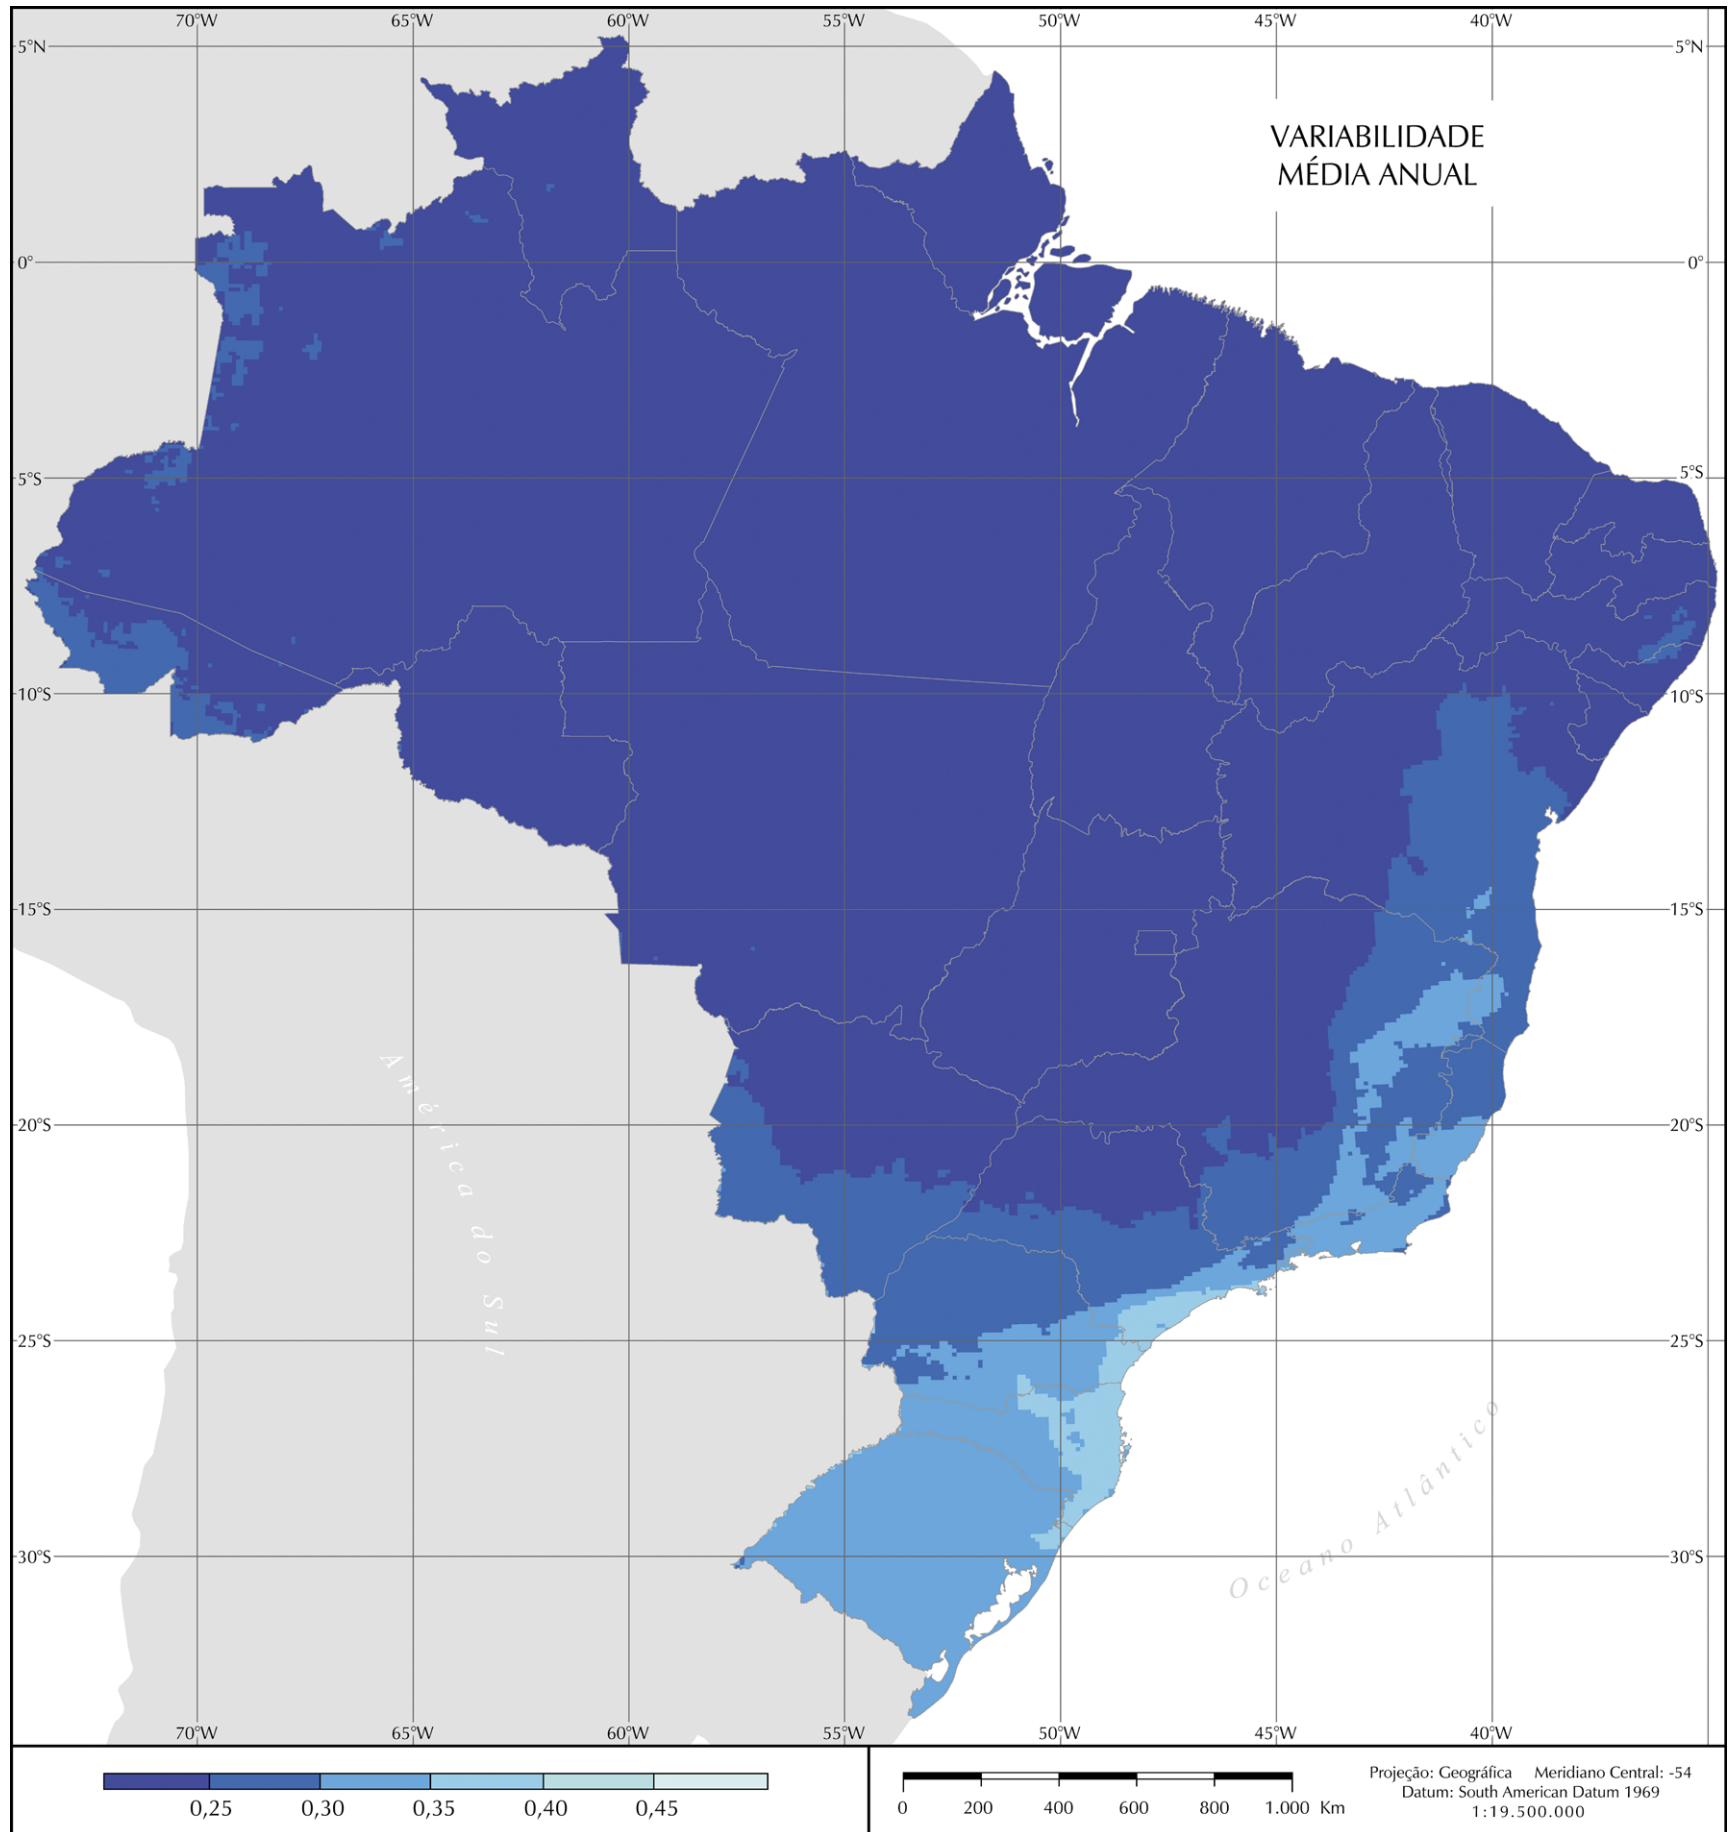 70°W 65°W 60°W 55°W 50°W 45°W 40°W
5°N 5°N
VARIABILIDADE
MÉDIA ANUAL
0° 0°
5°S 5°S
10°S 10°S
15°S 15°S
América do Sul
20°S 20°S
25°S 25°S
Oceano Atlântico
30°S 30°S
70°W 65°W 60°W 55°W 50°W 45°W 40°W
0,25 0,30 0,35 0,40 0,45
0 200 400 600 800 1.000 Km
Projeção: Geográfica Meridiano Central: -54
Datum: South American Datum 1969
1:19.500.000